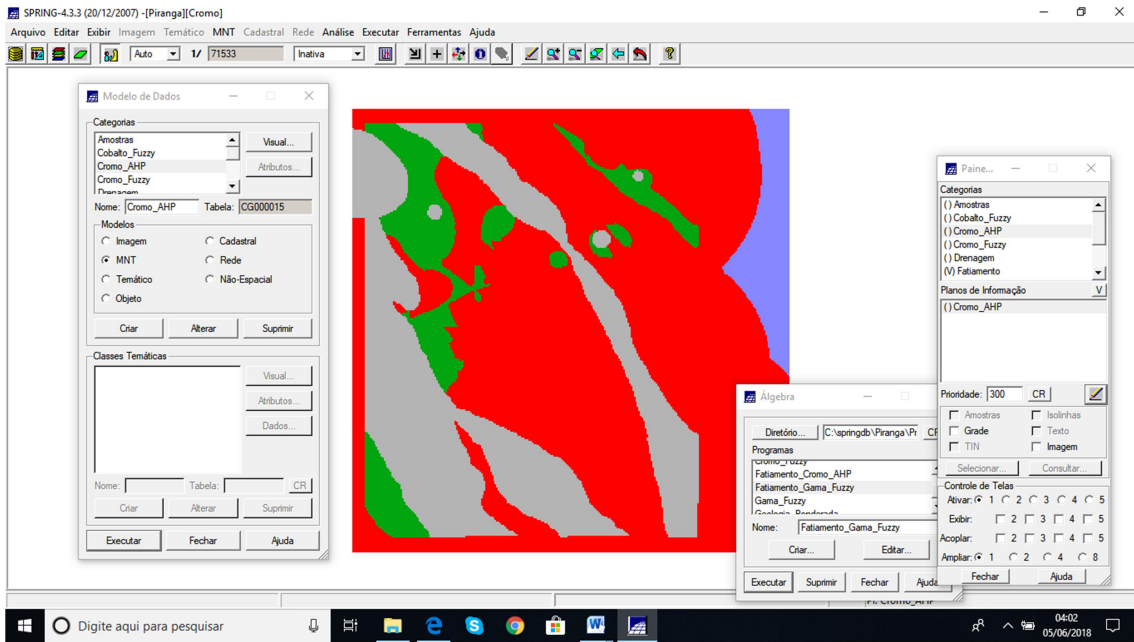 SPRING-4.3.3 (20/12/2007) -[Piranga][Cromo]
Arquivo Editar Exibir Imagem Temático MNT Cadastral Rede Análise Executar Ferramentas Ajuda
Auto 1/ 71533 Inativa
Modelo de Dados
Categorias
Amostras
Cobalto_Fuzzy
Cromo_AHP
Cromo_Fuzzy
Drenagem
Visual...
Atributos...
Nome: Cromo_AHP Tabela: CG000015
Modelos
Imagem Cadastral
MNT Rede
Temático Não-Espacial
Objeto
Criar Alterar Suprimir
Classes Temáticas
Visual...
Atributos...
Dados...
Nome: Tabela: CR
Criar Alterar Suprimir
Executar Fechar Ajuda
Álgebra
Diretório... C:\springdb\Piranga\Pr
Programas
Cromo_Fuzzy
Fatiamento_Cromo_AHP
Fatiamento_Gama_Fuzzy
Gama_Fuzzy
Geologia_Ponderada
Nome: Fatiamento_Gama_Fuzzy
Criar... Editar...
Executar Suprimir Fechar Ajuda
Paine...
Categorias
() Amostras
() Cobalto_Fuzzy
() Cromo_AHP
() Cromo_Fuzzy
() Drenagem
(V) Fatiamento
Planos de Informação V
() Cromo_AHP
Prioridade: 300 CR
Amostras Isolinhas
Grade Texto
TIN Imagem
Selecionar... Consultar...
Controle de Telas
Ativar: 1 2 3 4 5
Exibir: 2 3 4 5
Acoplar: 2 3 4 5
Ampliar: 1 2 4 8
Fechar Ajuda
PI: Cromo_AHP
Digite aqui para pesquisar
04:02
05/06/2018